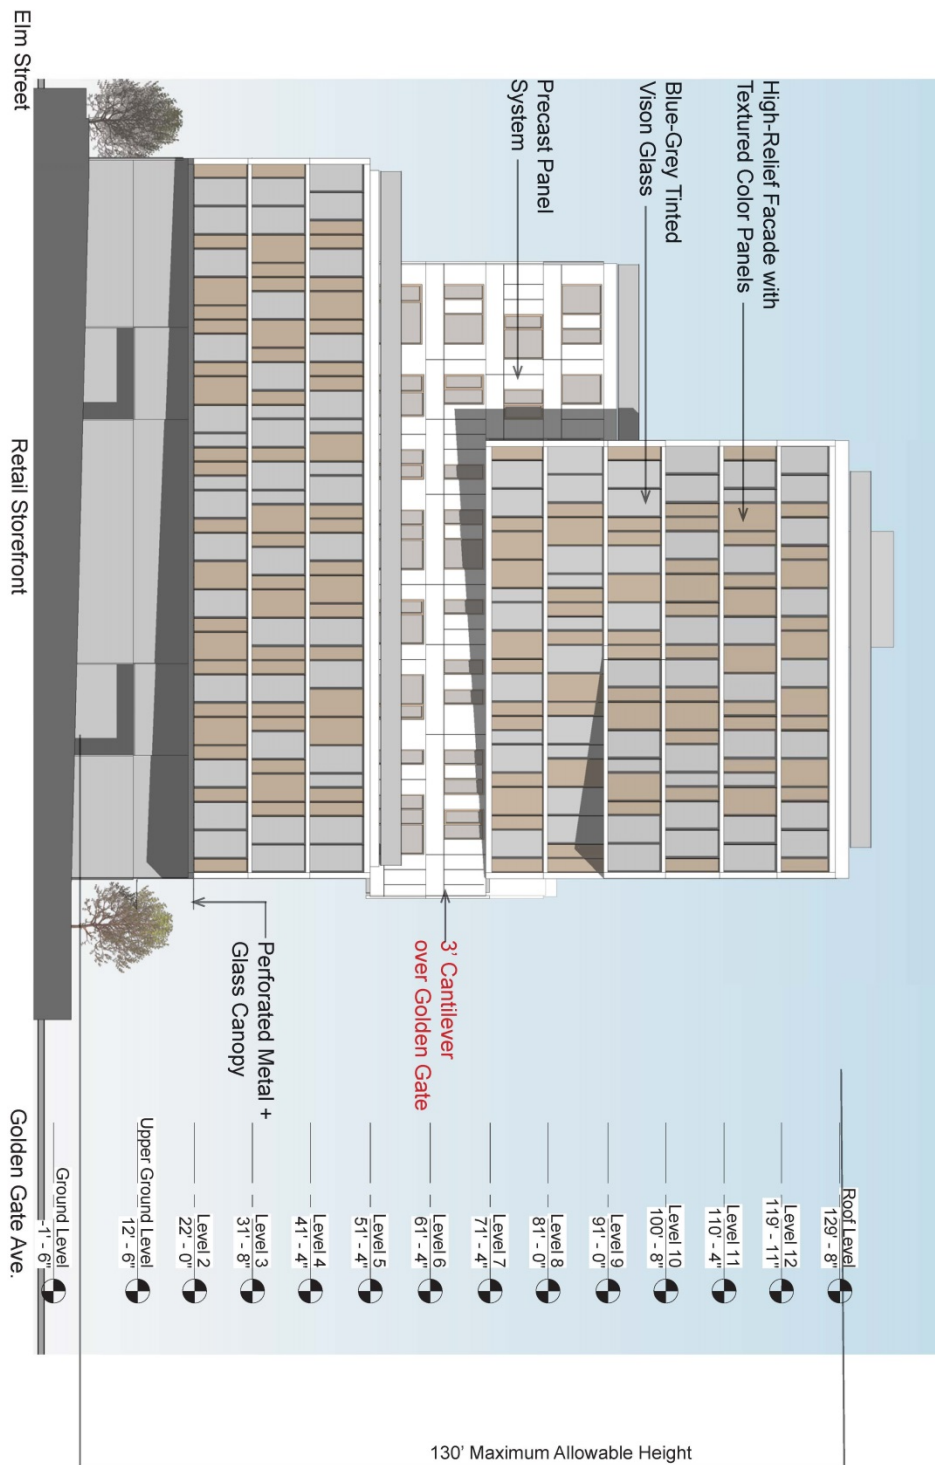 High-Relief Facade with
Textured Color Panels
Blue-Grey Tinted
Vison Glass
Precast Panel
System
3' Cantilever
over Golden Gate
Perforated Metal +
Glass Canopy
Roof Level
129' - 8"
Level 12
119' - 11"
Level 11
110' - 4"
Level 10
100' - 8"
Level 9
91' - 0"
Level 8
81' - 0"
Level 7
71' - 4"
Level 6
61' - 4"
Level 5
51' - 4"
Level 4
41' - 4"
Level 3
31' - 8"
Level 2
22' - 0"
Upper Ground Level
12' - 6"
Ground Level
-1' - 6"
130' Maximum Allowable Height
Elm Street
Retail Storefront
Golden Gate Ave.